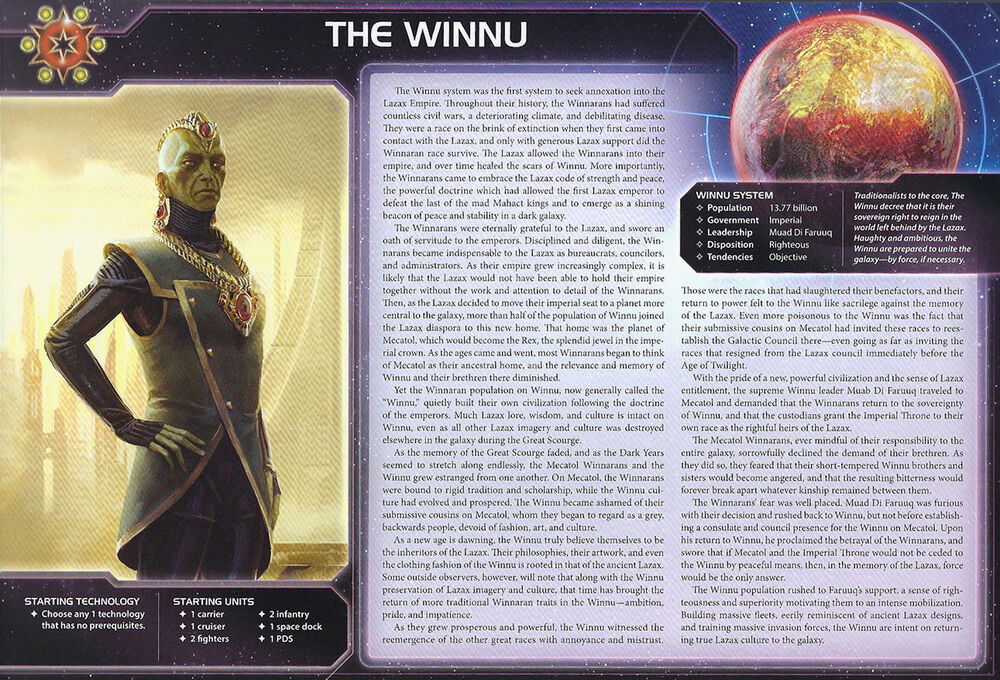 THE WINNU
The Winnu system was the first system to seek annexation into the
Lazax Empire. Throughout their history, the Winnarans had suffered
countless civil wars, a deteriorating climate, and debilitating disease.
They were a race on the brink of extinction when they first came into
contact with the Lazax, and only with generous Lazax support did the
Winnaran race survive. The Lazax allowed the Winnarans into their
empire, and over time healed the scars of Winnu. More importantly,
the Winnarans came to embrace the Lazax code of strength and peace,
the powerful doctrine which had allowed the first Lazax emperor to
defeat the last of the mad Mahact kings and to emerge as a shining
beacon of peace and stability in a dark galaxy.
The Winnarans were eternally grateful to the Lazax, and swore an
oath of servitude to the emperors. Disciplined and diligent, the Win-
narans became indispensable to the Lazax as bureaucrats, councilors,
and administrators. As their empire grew increasingly complex, it is
likely that the Lazax would not have been able to hold their empire
together without the work and attention to detail of the Winnarans.
Then, as the Lazax decided to move their imperial seat to a planet more
central to the galaxy, more than half of the population of Winnu joined
the Lazax diaspora to this new home. That home was the planet of
Mecatol, which would become the Rex, the splendid jewel in the impe-
rial crown. As the ages came and went, most Winnarans began to think
of Mecatol as their ancestral home, and the relevance and memory of
Winnu and their brethren there diminished.
Yet the Winnaran population on Winnu, now generally called the
"Winnu," quietly built their own civilization following the doctrine
of the emperors. Much Lazax lore, wisdom, and culture is intact on
Winnu, even as all other Lazax imagery and culture was destroyed
elsewhere in the galaxy during the Great Scourge.
As the memory of the Great Scourge faded, and as the Dark Years
seemed to stretch along endlessly, the Mecatol Winnarans and the
Winnu grew estranged from one another. On Mecatol, the Winnarans
were bound to rigid tradition and scholarship, while the Winnu cul-
ture had evolved and prospered. The Winnu became ashamed of their
submissive cousins on Mecatol, whom they began to regard as a grey,
backwards people, devoid of fashion, art, and culture.
As a new age is dawning, the Winnu truly believe themselves to be
the inheritors of the Lazax. Their philosophies, their artwork, and even
the clothing fashion of the Winnu is rooted in that of the ancient Lazax.
Some outside observers, however, will note that along with the Winnu
preservation of Lazax imagery and culture, that time has brought the
return of more traditional Winnaran traits in the Winnu—ambition,
pride, and impatience.
As they grew prosperous and powerful, the Winnu witnessed the
reemergence of the other great races with annoyance and mistrust.
WINNU SYSTEM
Population 13.77 billion
Government Imperial
Leadership Muad Di Faruuq
Disposition Righteous
Tendencies Objective
Traditionalists to the core, The
Winnu decree that it is their
sovereign right to reign in the
world left behind by the Lazax.
Haughty and ambitious, the
Winnu are prepared to unite the
galaxy—by force, if necessary.
Those were the races that had slaughtered their benefactors, and their
return to power felt to the Winnu like sacrilege against the memory
of the Lazax. Even more poisonous to the Winnu was the fact that
their submissive cousins on Mecatol had invited these races to rees-
tablish the Galactic Council there—even going as far as inviting the
races that resigned from the Lazax council immediately before the
Age of Twilight.
With the pride of a new, powerful civilization and the sense of Lazax
entitlement, the supreme Winnu leader Muab Di Faruuq traveled to
Mecatol and demanded that the Winnarans return to the sovereignty
of Winnu, and that the custodians grant the Imperial Throne to their
own race as the rightful heirs of the Lazax.
The Mecatol Winnarans, ever mindful of their responsibility to the
entire galaxy, sorrowfully declined the demand of their brethren. As
they did so, they feared that their short-tempered Winnu brothers and
sisters would become angered, and that the resulting bitterness would
forever break apart whatever kinship remained between them.
The Winnarans' fear was well placed. Muad Di Faruuq was furious
with their decision and rushed back to Winnu, but not before establish-
ing a consulate and council presence for the Winnu on Mecatol. Upon
his return to Winnu, he proclaimed the betrayal of the Winnarans, and
swore that if Mecatol and the Imperial Throne would not be ceded to
the Winnu by peaceful means, then, in the memory of the Lazax, force
would be the only answer.
The Winnu population rushed to Faruuq's support, a sense of righ-
teousness and superiority motivating them to an intense mobilization.
Building massive fleets, eerily reminiscent of ancient Lazax designs,
and training massive invasion forces, the Winnu are intent on return-
ing true Lazax culture to the galaxy.
STARTING TECHNOLOGY
Choose any 1 technology
that has no prerequisites.
STARTING UNITS
1 carrier
1 cruiser
2 fighters
2 infantry
1 space dock
1 PDS